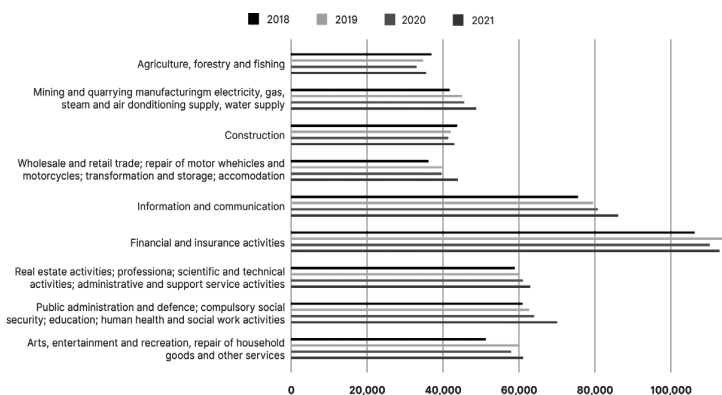 2018 2019 2020 2021
Agriculture, forestry and fishing
Mining and quarrying manufacturingm electricity, gas,
steam and air donditioning supply, water supply
Construction
Wholesale and retail trade; repair of motor whehicles and
motorcycles; transformation and storage; accomodation
Information and communication
Financial and insurance activities
Real estate activities; professiona; scientific and technical
activities; administrative and support service activities
Public administration and defence; compulsory social
security; education; human health and social work activities
Arts, entertainment and recreation, repair of household
goods and other services
0 20,000 40,000 60,000 80,000 100,000